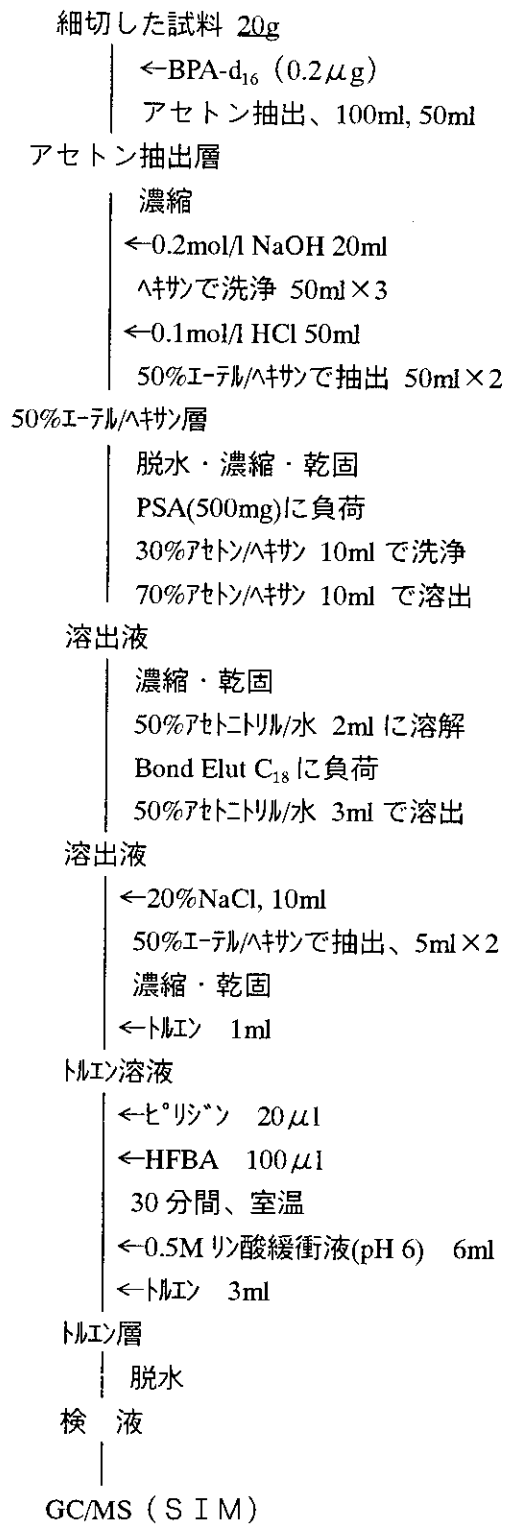 細切した試料 20g
←BPA-d₁₆（0.2μg）
アセトン抽出、100ml, 50ml
アセトン抽出層
濃縮
←0.2mol/l NaOH 20ml
ﾍｷｻﾝで洗浄 50ml×3
←0.1mol/l HCl 50ml
50%ｴｰﾃﾙ/ﾍｷｻﾝで抽出 50ml×2
50%ｴｰﾃﾙ/ﾍｷｻﾝ層
脱水・濃縮・乾固
PSA(500mg)に負荷
30%ｱｾﾄﾝ/ﾍｷｻﾝ 10ml で洗浄
70%ｱｾﾄﾝ/ﾍｷｻﾝ 10ml で溶出
溶出液
濃縮・乾固
50%ｱｾﾄﾆﾄﾘﾙ/水 2ml に溶解
Bond Elut C₁₈ に負荷
50%ｱｾﾄﾆﾄﾘﾙ/水 3ml で溶出
溶出液
←20%NaCl, 10ml
50%ｴｰﾃﾙ/ﾍｷｻﾝで抽出、5ml×2
濃縮・乾固
←ﾄﾙｴﾝ 1ml
ﾄﾙｴﾝ溶液
←ﾋﾟﾘｼﾞﾝ 20μl
←HFBA 100μl
30 分間、室温
←0.5M ﾘﾝ酸緩衝液(pH 6) 6ml
←ﾄﾙｴﾝ 3ml
ﾄﾙｴﾝ層
脱水
検 液
GC/MS（ＳＩＭ）